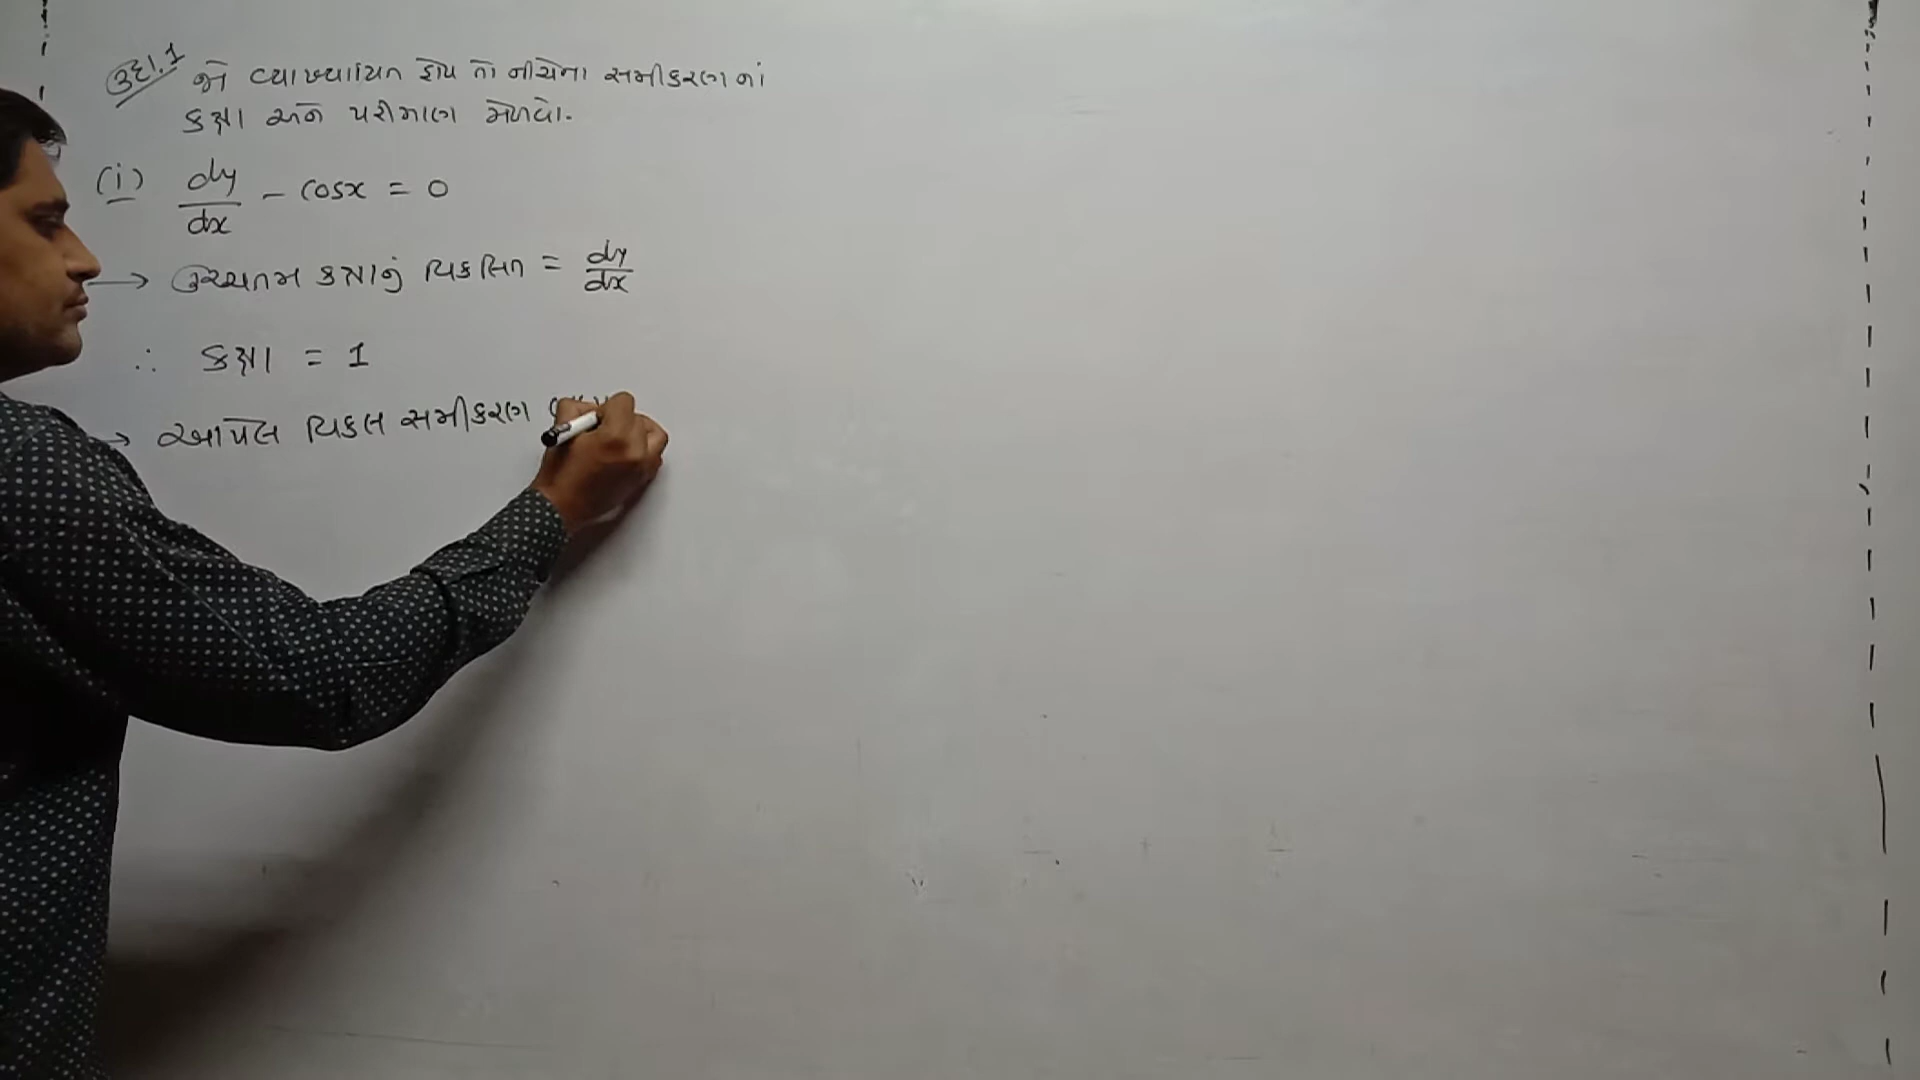 ઉદા.1 જો વ્યાખ્યાયિત હોય તો નીચેના સમીકરણ નાં
કક્ષા અને પરીમાણ મેળવો.
(i) dy/dx - cosx = 0
→ ઉચ્ચતમ કક્ષાનું વિકલિત = dy/dx
∴ કક્ષા = 1
→ આપેલ વિકલ સમીકરણ